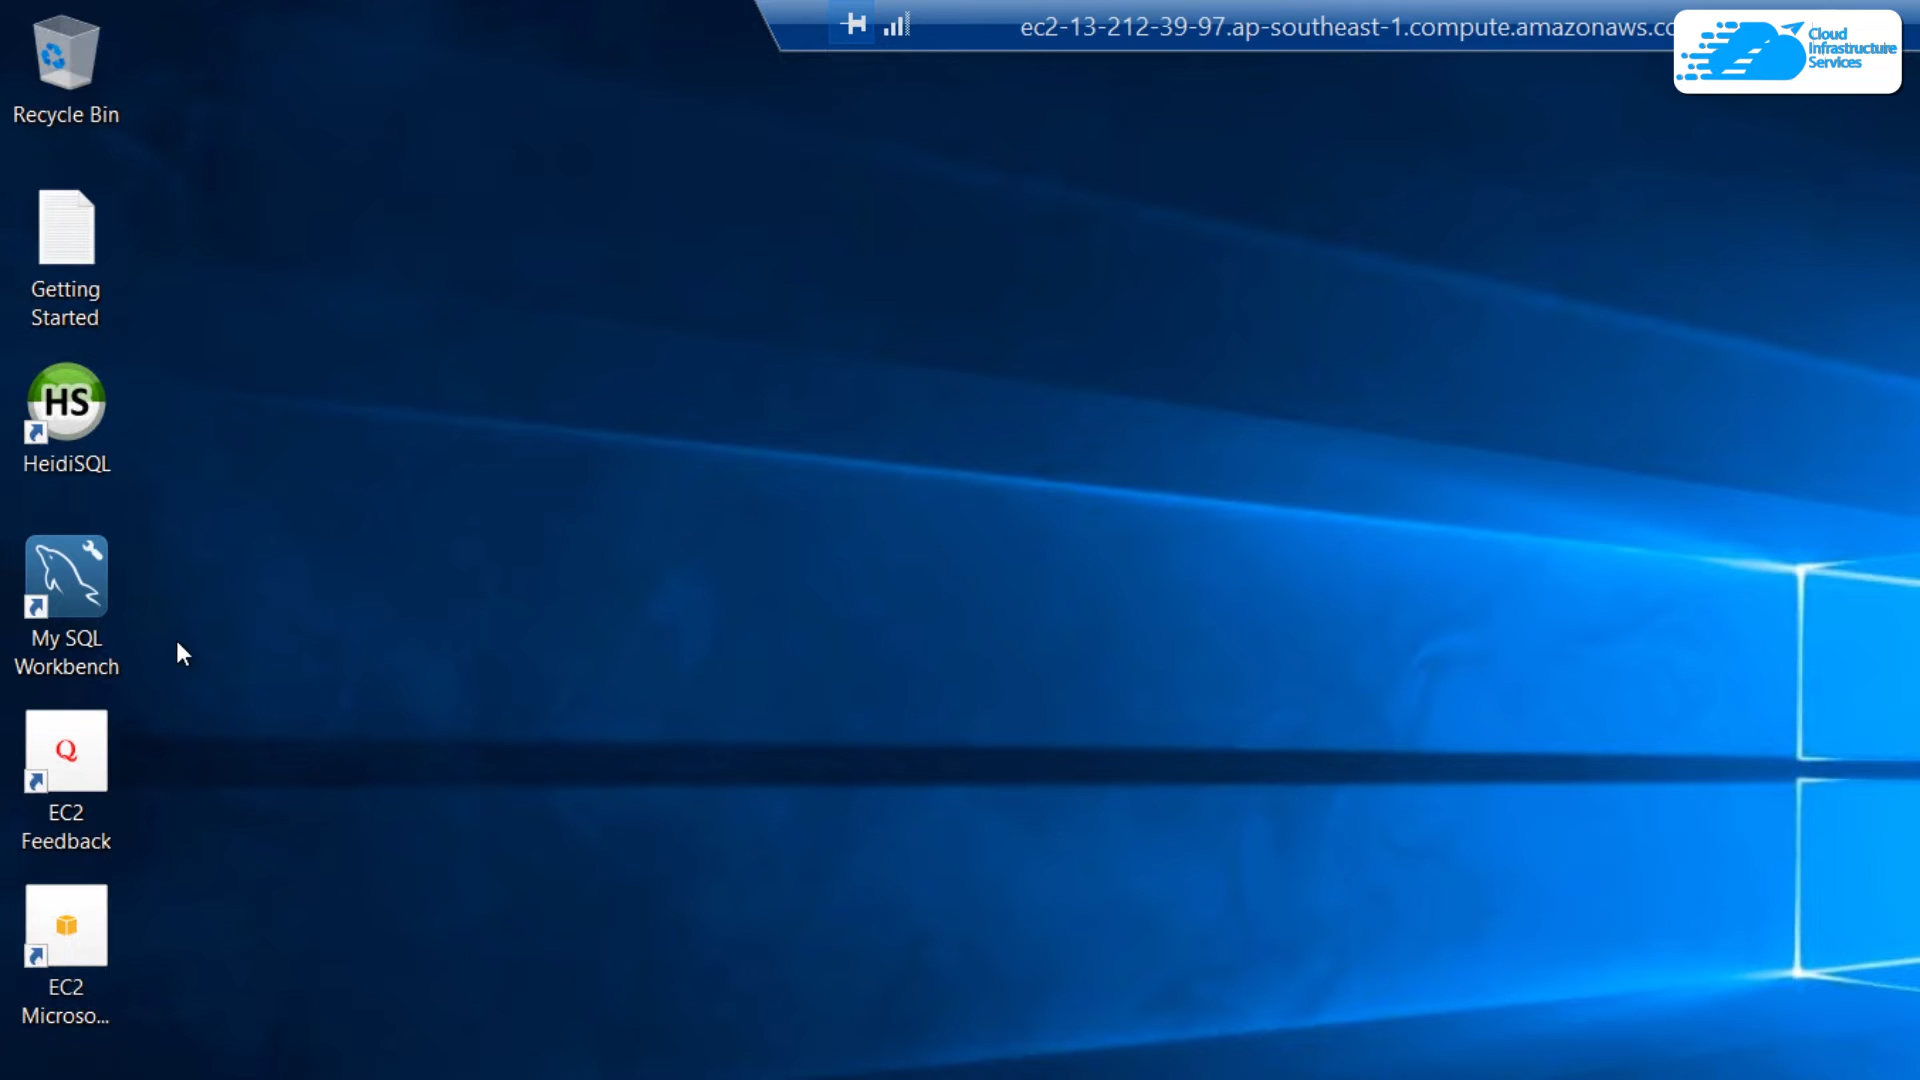 ec2-13-212-39-97.ap-southeast-1.compute.amazonaws.co
Cloud
Infrastructure
Services
Recycle Bin
Getting
Started
HS
HeidiSQL
My SQL
Workbench
Q
EC2
Feedback
EC2
Microso...